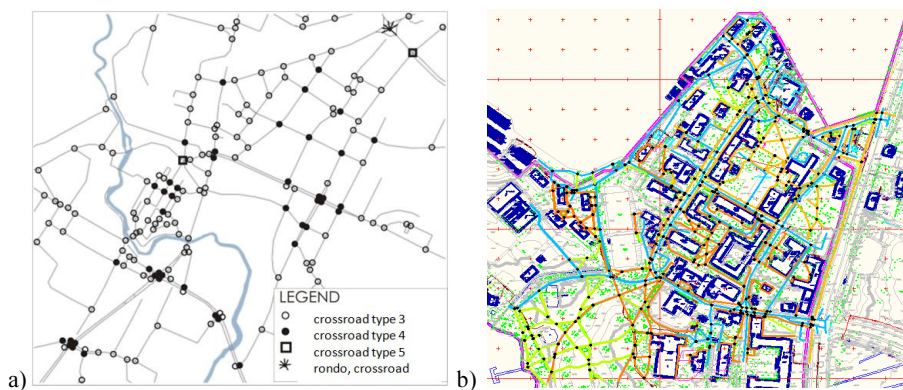 LEGEND
crossroad type 3
crossroad type 4
crossroad type 5
rondo, crossroad
a)
b)